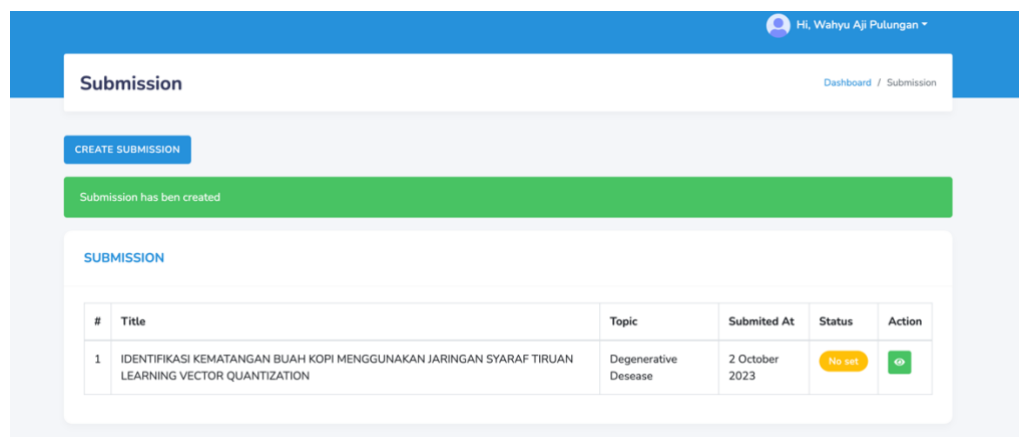 Hi, Wahyu Aji Pulungan
Submission
Dashboard / Submission
CREATE SUBMISSION
Submission has ben created
SUBMISSION
# Title Topic Submited At Status Action
1 IDENTIFIKASI KEMATANGAN BUAH KOPI MENGGUNAKAN JARINGAN SYARAF TIRUAN Degenerative 2 October No set
LEARNING VECTOR QUANTIZATION Desease 2023